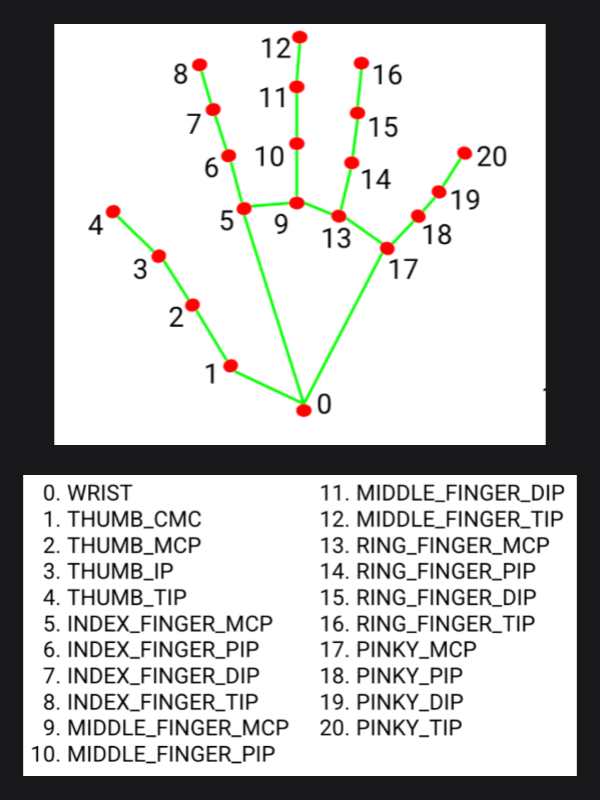 12
8
16
11
7
15
10
6
14
20
19
5
9
13
18
4
17
3
2
1
0
0. WRIST
1. THUMB_CMC
2. THUMB_MCP
3. THUMB_IP
4. THUMB_TIP
5. INDEX_FINGER_MCP
6. INDEX_FINGER_PIP
7. INDEX_FINGER_DIP
8. INDEX_FINGER_TIP
9. MIDDLE_FINGER_MCP
10. MIDDLE_FINGER_PIP
11. MIDDLE_FINGER_DIP
12. MIDDLE_FINGER_TIP
13. RING_FINGER_MCP
14. RING_FINGER_PIP
15. RING_FINGER_DIP
16. RING_FINGER_TIP
17. PINKY_MCP
18. PINKY_PIP
19. PINKY_DIP
20. PINKY_TIP